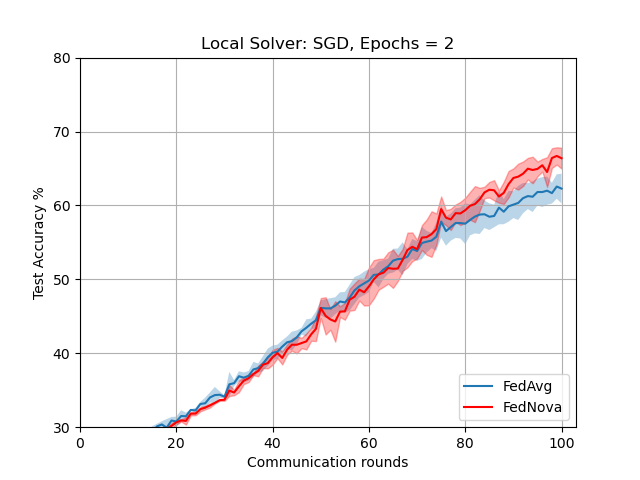 Local Solver: SGD, Epochs = 2
Test Accuracy %
80
70
60
50
40
30
0
20
40
60
80
100
Communication rounds
FedAvg
FedNova